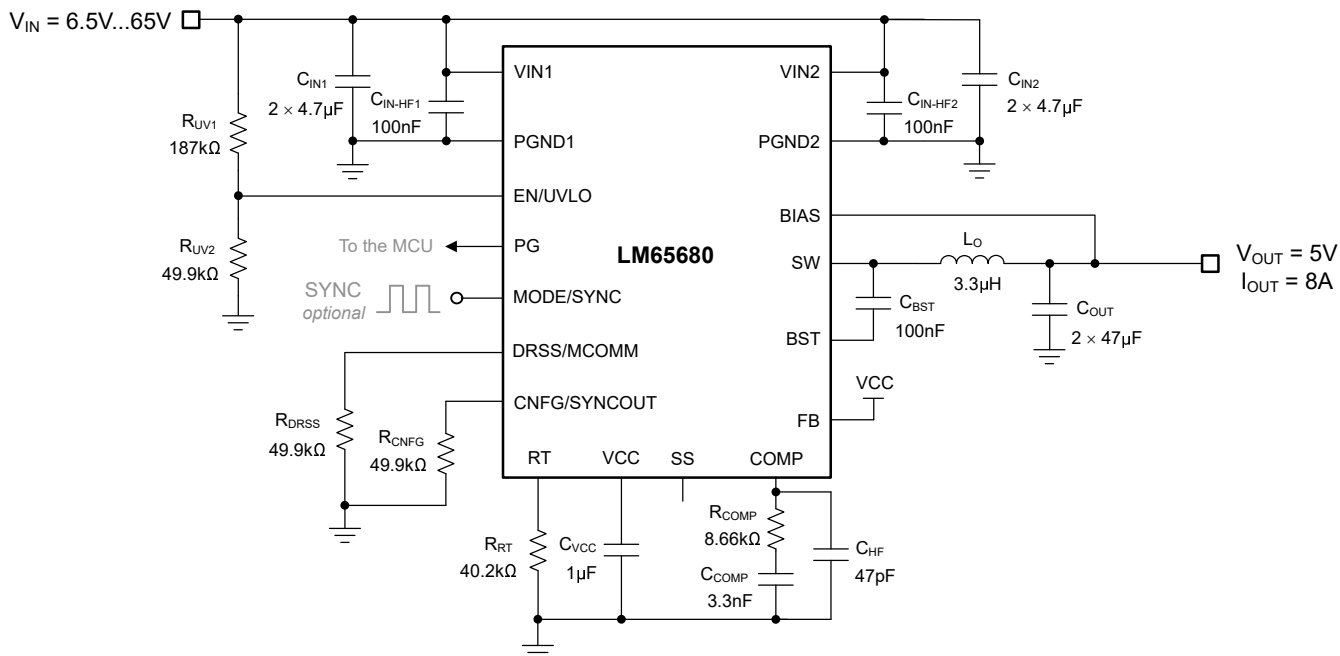 V_IN = 6.5V...65V
C_IN1
2 × 4.7µF
C_IN-HF1
100nF
R_UV1
187kΩ
R_UV2
49.9kΩ
To the MCU
SYNC
optional
R_DRSS
49.9kΩ
R_CNFG
49.9kΩ
VIN1
PGND1
EN/UVLO
PG
MODE/SYNC
DRSS/MCOMM
CNFG/SYNCOUT
LM65680
VIN2
PGND2
BIAS
SW
BST
FB
RT
VCC
SS
COMP
C_IN-HF2
100nF
C_IN2
2 × 4.7µF
L_O
3.3µH
C_BST
100nF
C_OUT
2 × 47µF
V_OUT = 5V
I_OUT = 8A
VCC
R_RT
40.2kΩ
C_VCC
1µF
R_COMP
8.66kΩ
C_COMP
3.3nF
C_HF
47pF